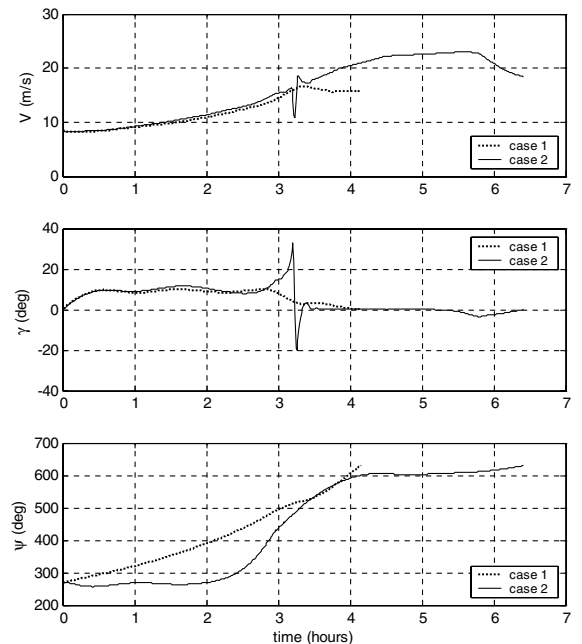 30
20
10
0
V (m/s)
case 1
case 2
0 1 2 3 4 5 6 7
40
20
0
-20
-40
γ (deg)
case 1
case 2
0 1 2 3 4 5 6 7
700
600
500
400
300
200
ψ (deg)
case 1
case 2
0 1 2 3 4 5 6 7
time (hours)